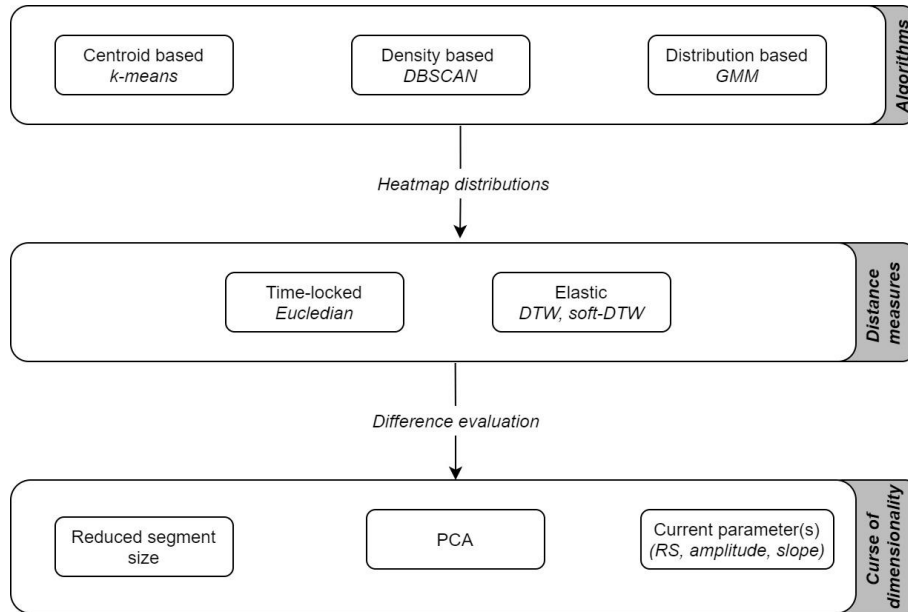 Centroid based
k-means
Density based
DBSCAN
Distribution based
GMM
Algorithms
Heatmap distributions
Time-locked
Eucledian
Elastic
DTW, soft-DTW
Distance
measures
Difference evaluation
Reduced segment
size
PCA
Current parameter(s)
(RS, amplitude, slope)
Curse of
dimensionality